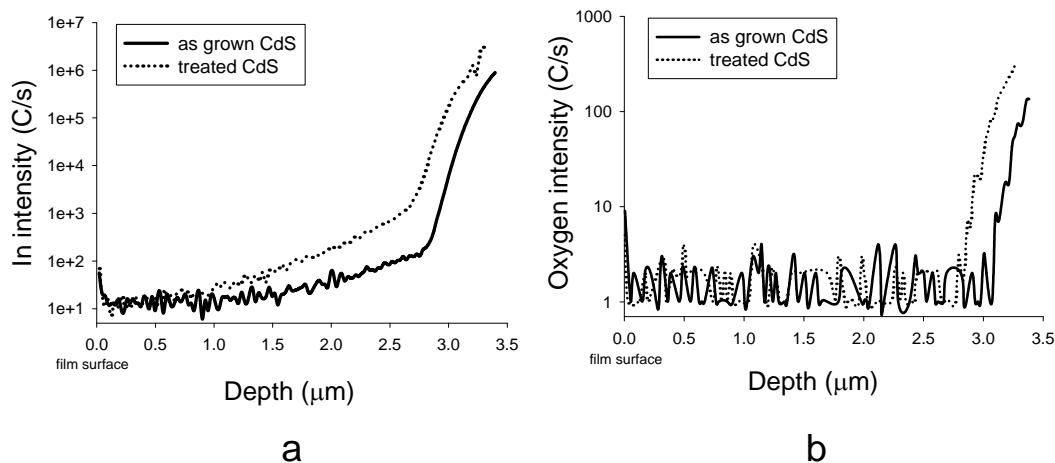 In intensity (C/s)
1e+7
1e+6
1e+5
1e+4
1e+3
1e+2
1e+1
as grown CdS
treated CdS
0.0 0.5 1.0 1.5 2.0 2.5 3.0 3.5
film surface
Depth (μm)
a
Oxygen intensity (C/s)
1000
100
10
1
as grown CdS
treated CdS
0.0 0.5 1.0 1.5 2.0 2.5 3.0 3.5
film surface
Depth (μm)
b